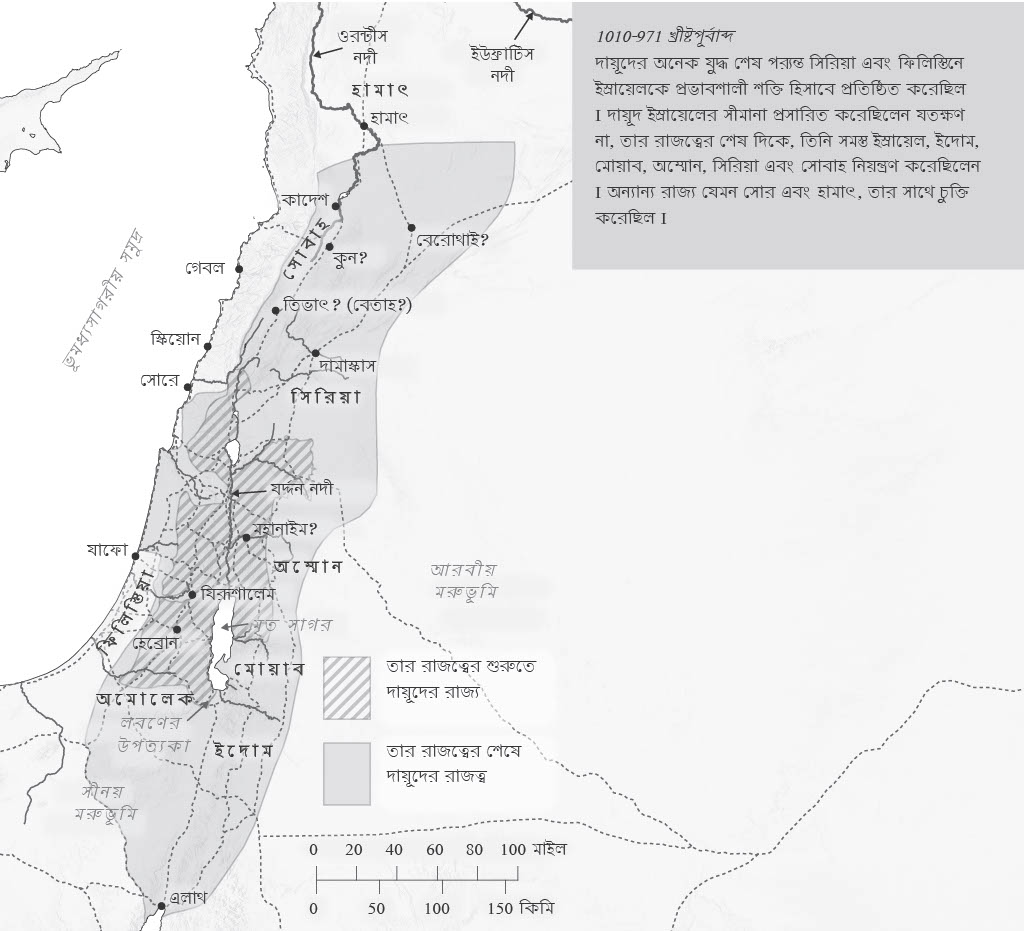 1010-971 খ্রীষ্টপূর্বাব্দ
দায়ূদের অনেক যুদ্ধ শেষ পর্যন্ত সিরিয়া এবং ফিলিস্তিনে
ইস্রায়েলকে প্রভাবশালী শক্তি হিসাবে প্রতিষ্ঠিত করেছিল
I দায়ূদ ইস্রায়েলের সীমানা প্রসারিত করেছিলেন যতক্ষণ
না, তার রাজত্বের শেষ দিকে, তিনি সমস্ত ইস্রায়েল, ইদোম,
মোয়াব, অম্মোন, সিরিয়া এবং সোবাহ নিয়ন্ত্রণ করেছিলেন
I অন্যান্য রাজ্য যেমন সোর এবং হামাৎ, তার সাথে চুক্তি
করেছিল I
ওরন্টীস
নদী
ইউফ্রাটিস
নদী
হামাৎ
হামাৎ
কাদেশ
সোবাহ
বেরোথাই?
কুন?
গেবল
ভূমধ্যসাগরীয় সমুদ্র
তিভাৎ? (বেতাহ?)
স্কিয়োন
দামাস্কাস
সোরে
সিরিয়া
যর্দ্দন নদী
মহানাইম?
যাফো
অম্মোন
আরবীয়
মরুভূমি
ফিলিস্তিয়া
যিরূশালেম
মৃত সাগর
হেব্রোন
মোয়াব
অমোলেক
লবণের
উপত্যকা
ইদোম
সীনয়
মরুভূমি
এলাথ
তার রাজত্বের শুরুতে
দায়ূদের রাজ্য
তার রাজত্বের শেষে
দায়ূদের রাজত্ব
0 20 40 60 80 100 মাইল
0 50 100 150 কিমি